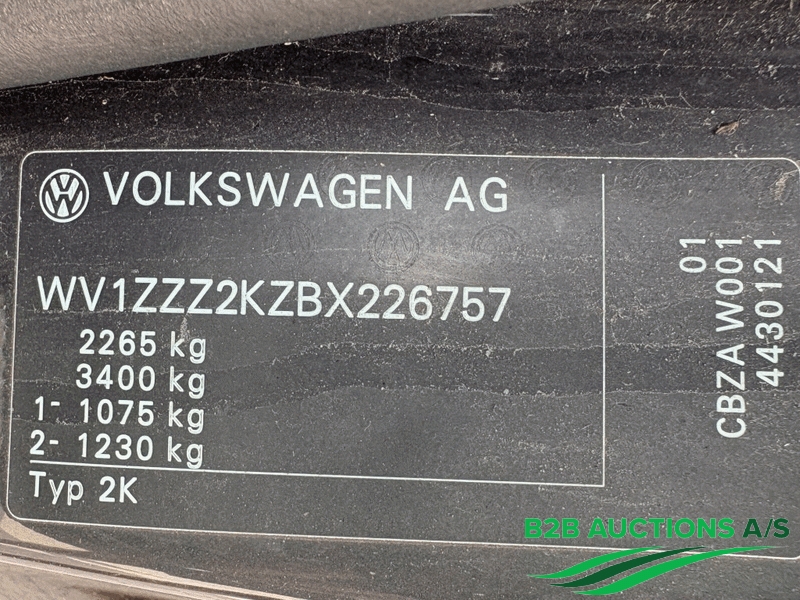 VOLKSWAGEN AG
WV1ZZZ2KZBX226757
2265 kg
3400 kg
1- 1075 kg
2- 1230 kg
Typ 2K
01
CBZA W001
4430121
B2B AUCTIONS A/S